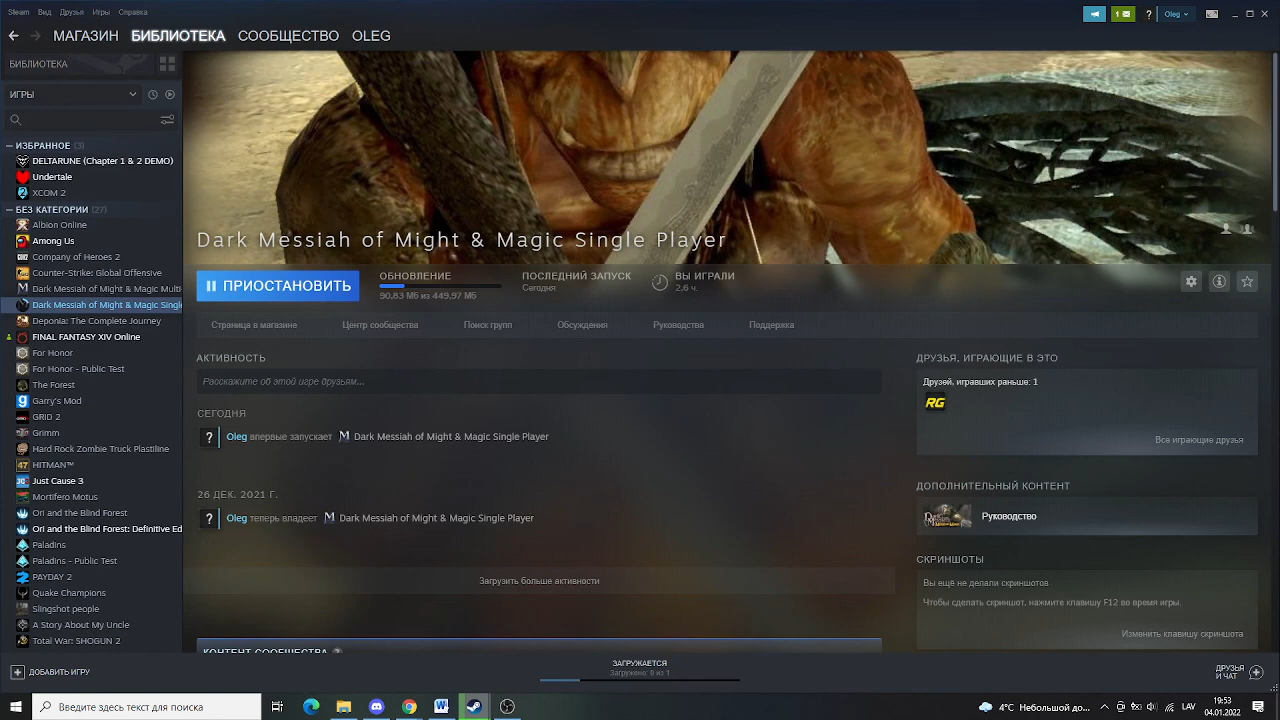 Steam Вид Друзья Игры Справка
1
?
Oleg
МАГАЗИН БИБЛИОТЕКА СООБЩЕСТВО OLEG
БИБЛИОТЕКА
ИГРЫ
ИЗБРАННОЕ (3)
DELTARUNE (Chapter 1 & 2 DEMO)
Undertale
XCOM 2
БЕЗ КАТЕГОРИИ (27)
Albion Online
Among Us
Company of Heroes 2
Counter-Strike: Global Offensive
Dark Messiah of Might & Magic Multi
Dark Messiah of Might & Magic Single
Deponia: The Complete Journey
FINAL FANTASY XIV Online
For Honor
For Honor - Public Test
The Forest
Garry's Mod
GRID 2
Grimm
Hard Rock Zombie Truck Plastiline
HITMAN™
Just Cause 3
Mortifero Motus
Ori and the Blind Forest
Ori and the Blind Forest: Definitive Ed
Paladins
Paladins - Public Test
PAYDAY 2
Quake Champions
Slingshot people
A Story About My Uncle
Total War: SHOGUN 2
Dark Messiah of Might & Magic Single Player
ПРИОСТАНОВИТЬ
ОБНОВЛЕНИЕ
90,83 Мб из 449,97 Мб
ПОСЛЕДНИЙ ЗАПУСК
Сегодня
ВЫ ИГРАЛИ
2,6 ч.
Страница в магазине Центр сообщества Поиск групп Обсуждения Руководства Поддержка
АКТИВНОСТЬ
Расскажите об этой игре друзьям...
СЕГОДНЯ
? Oleg впервые запускает Dark Messiah of Might & Magic Single Player
26 ДЕК. 2021 Г.
? Oleg теперь владеет Dark Messiah of Might & Magic Single Player
Загрузить больше активности
КОНТЕНТ СООБЩЕСТВА ?
ДРУЗЬЯ, ИГРАЮЩИЕ В ЭТО
Друзей, игравших раньше: 1
RG
Все играющие друзья
ДОПОЛНИТЕЛЬНЫЙ КОНТЕНТ
Руководство
СКРИНШОТЫ
Вы ещё не делали скриншотов
Чтобы сделать скриншот, нажмите клавишу F12 во время игры.
Изменить клавишу скриншота
ДОБАВИТЬ ИГРУ
ЗАГРУЖАЕТСЯ
Загружено: 0 из 1
ДРУЗЬЯ
И ЧАТ
Введите здесь текст для поиска
4°C Heavy rain
LAV
19:53
04.01.2022